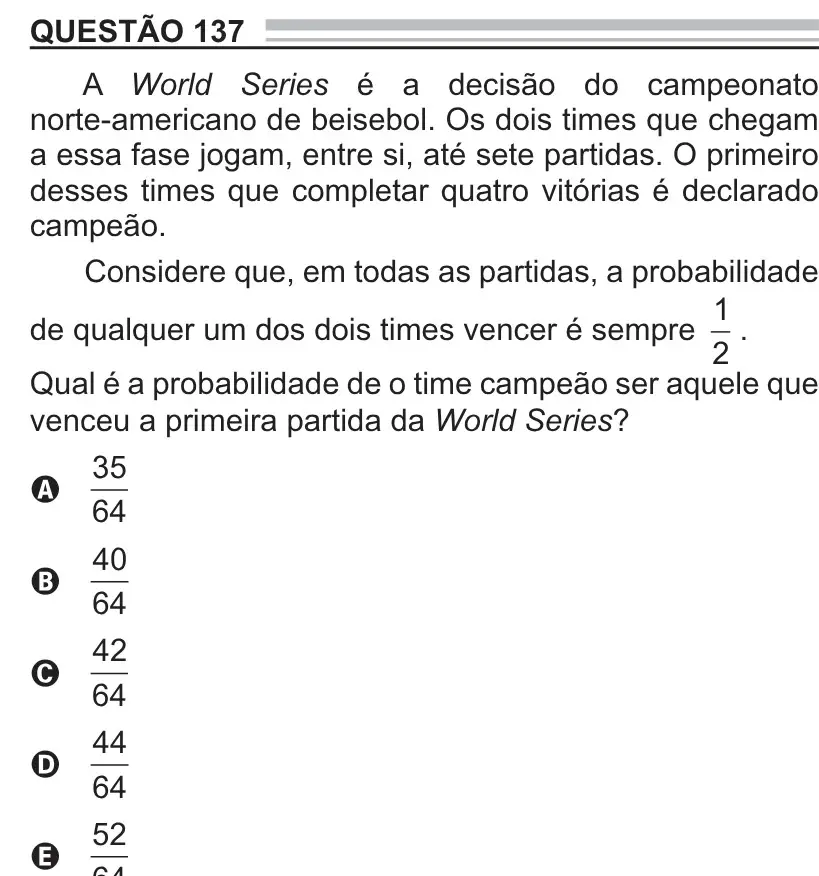 QUESTÃO 137
A World Series é a decisão do campeonato
norte-americano de beisebol. Os dois times que chegam
a essa fase jogam, entre si, até sete partidas. O primeiro
desses times que completar quatro vitórias é declarado
campeão.
Considere que, em todas as partidas, a probabilidade
de qualquer um dos dois times vencer é sempre 1/2 .
Qual é a probabilidade de o time campeão ser aquele que
venceu a primeira partida da World Series?
A 35/64
B 40/64
C 42/64
D 44/64
E 52